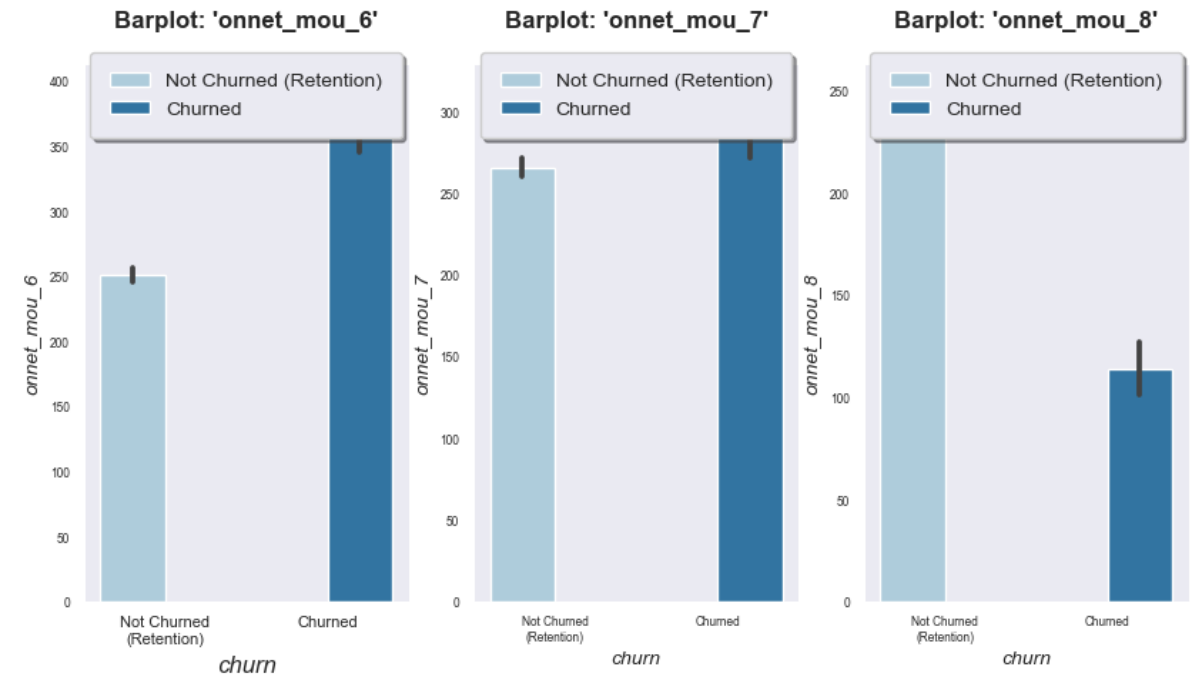 Barplot: 'onnet_mou_6'
Not Churned (Retention)
Churned
400
350
300
250
200
150
100
50
0
onnet_mou_6
Not Churned
(Retention)
Churned
churn
Barplot: 'onnet_mou_7'
Not Churned (Retention)
Churned
300
250
200
150
100
50
0
onnet_mou_7
Not Churned
(Retention)
Churned
churn
Barplot: 'onnet_mou_8'
Not Churned (Retention)
Churned
250
200
150
100
50
0
onnet_mou_8
Not Churned
(Retention)
Churned
churn